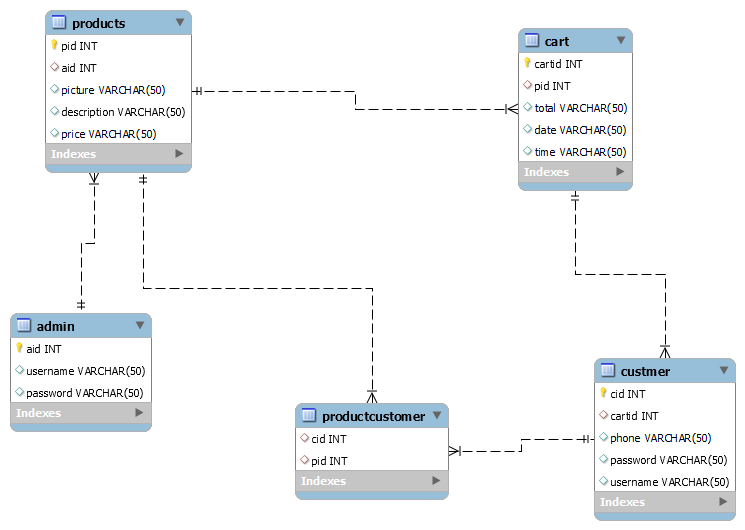 products
pid INT
aid INT
picture VARCHAR(50)
description VARCHAR(50)
price VARCHAR(50)
Indexes
cart
cartid INT
pid INT
total VARCHAR(50)
date VARCHAR(50)
time VARCHAR(50)
Indexes
admin
aid INT
username VARCHAR(50)
password VARCHAR(50)
Indexes
productcustomer
cid INT
pid INT
Indexes
custmer
cid INT
cartid INT
phone VARCHAR(50)
password VARCHAR(50)
username VARCHAR(50)
Indexes